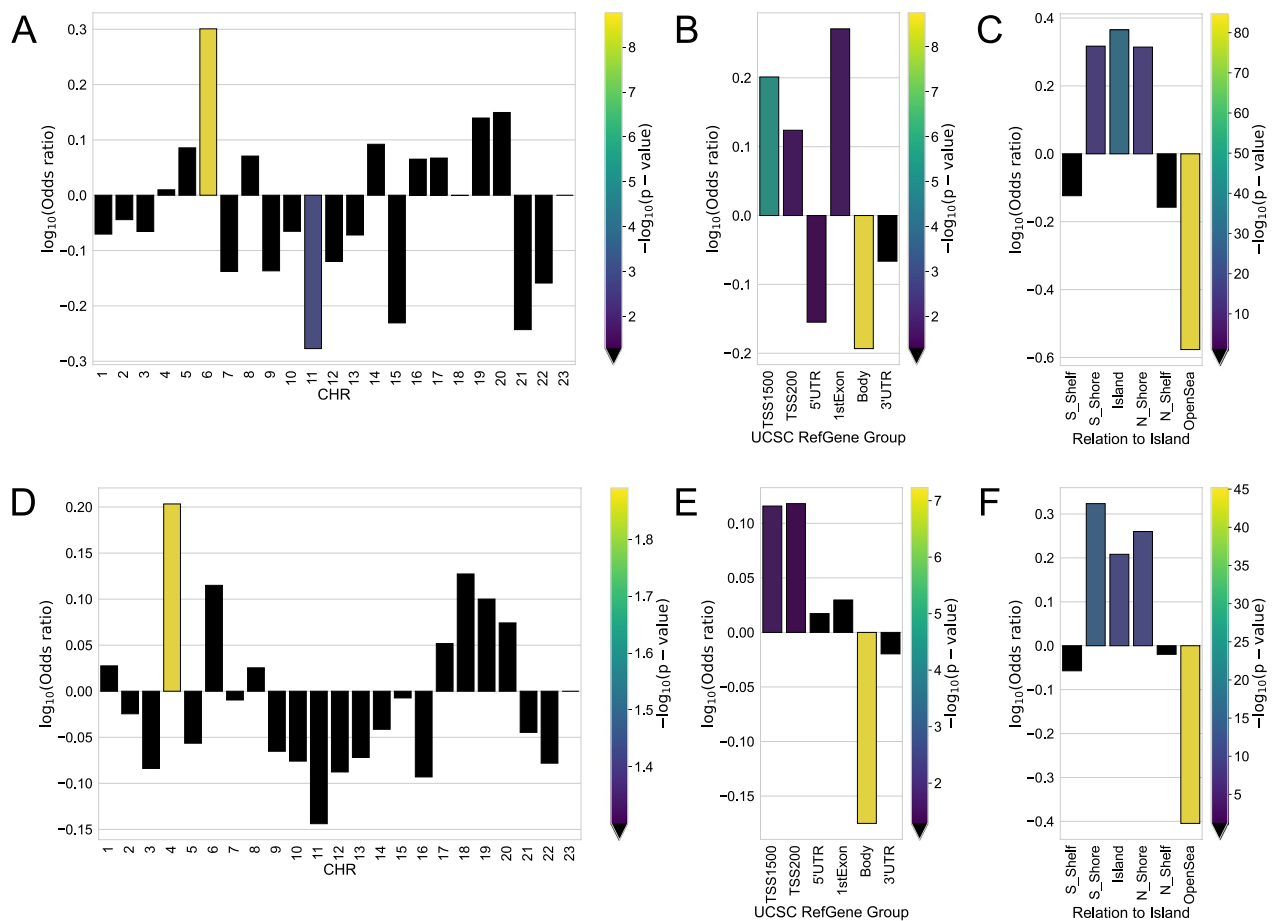 A
0.3
0.2
0.1
0.0
−0.1
−0.2
−0.3
log₁₀(Odds ratio)
1 2 3 4 5 6 7 8 9 10 11 12 13 14 15 16 17 18 19 20 21 22 23
CHR
8
7
6
5
4
3
2
−log₁₀(p − value)
B
0.2
0.1
0.0
−0.1
−0.2
log₁₀(Odds ratio)
TSS1500 TSS200 5'UTR 1stExon Body 3'UTR
UCSC RefGene Group
8
7
6
5
4
3
2
−log₁₀(p − value)
C
0.4
0.2
0.0
−0.2
−0.4
−0.6
log₁₀(Odds ratio)
S_Shelf S_Shore Island N_Shore N_Shelf OpenSea
Relation to Island
80
70
60
50
40
30
20
10
−log₁₀(p − value)
D
0.20
0.15
0.10
0.05
0.00
−0.05
−0.10
−0.15
log₁₀(Odds ratio)
1 2 3 4 5 6 7 8 9 10 11 12 13 14 15 16 17 18 19 20 21 22 23
CHR
1.8
1.7
1.6
1.5
1.4
−log₁₀(p − value)
E
0.10
0.05
0.00
−0.05
−0.10
−0.15
log₁₀(Odds ratio)
TSS1500 TSS200 5'UTR 1stExon Body 3'UTR
UCSC RefGene Group
7
6
5
4
3
2
−log₁₀(p − value)
F
0.3
0.2
0.1
0.0
−0.1
−0.2
−0.3
−0.4
log₁₀(Odds ratio)
S_Shelf S_Shore Island N_Shore N_Shelf OpenSea
Relation to Island
45
40
35
30
25
20
15
10
5
−log₁₀(p − value)